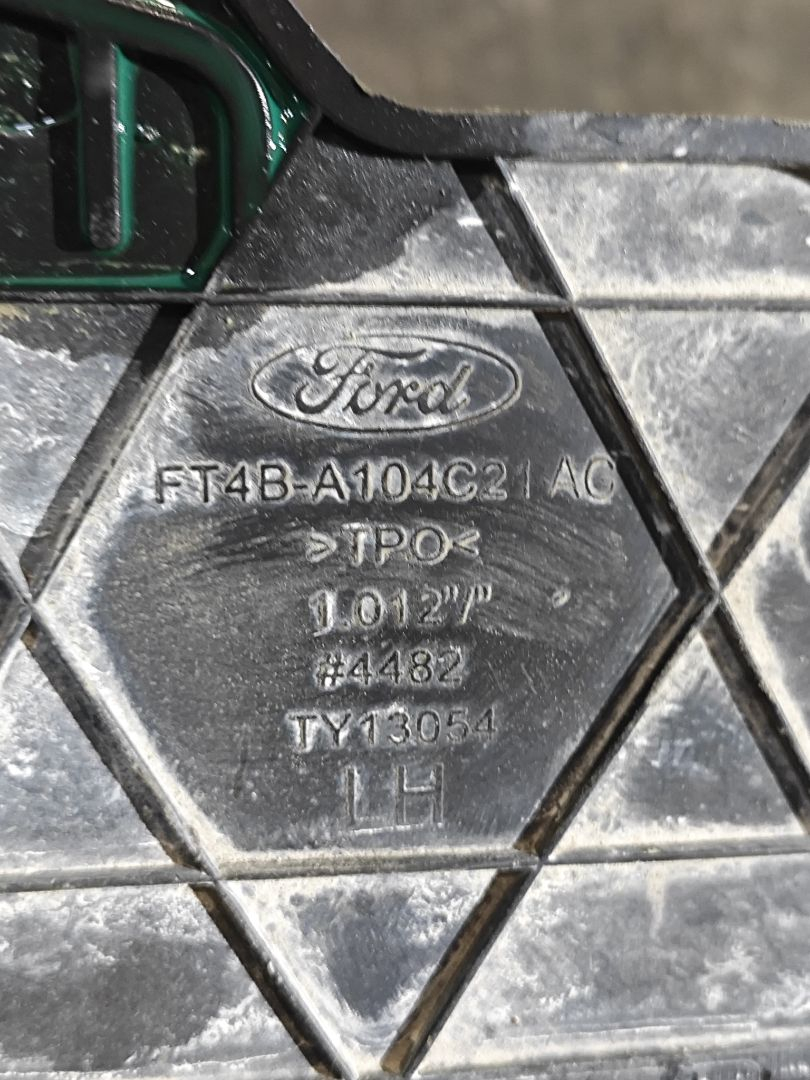 Ford
FT4B-A104C21 AC
>TPO<
1.012"/"
#4482
TY13054
LH